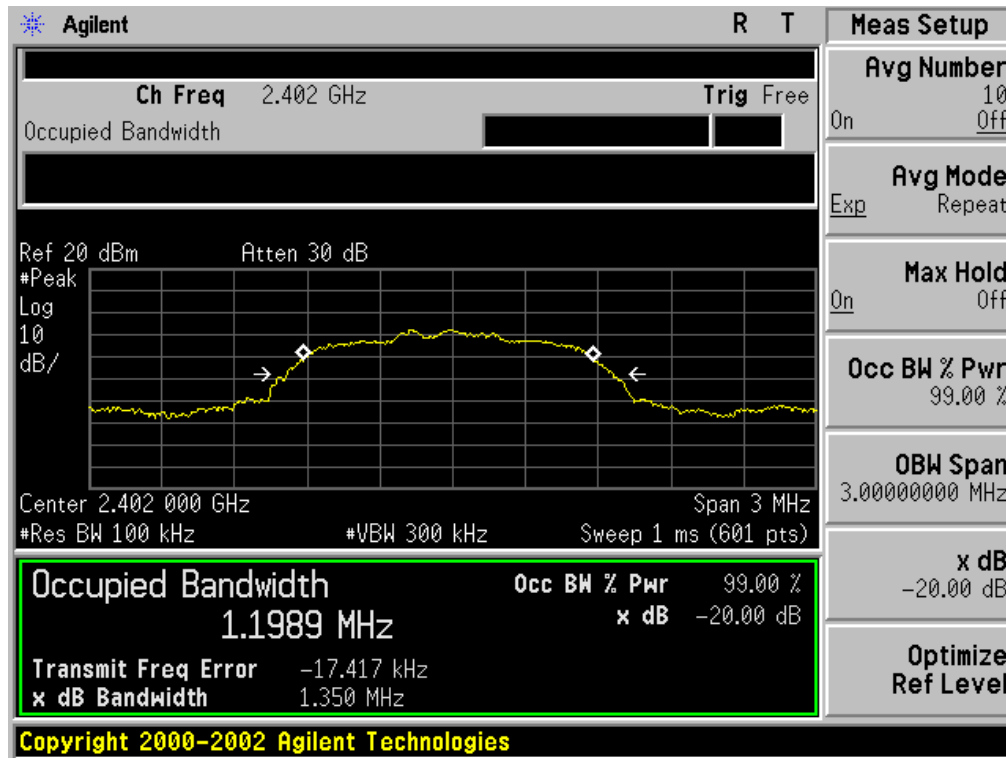 Agilent R T Meas Setup
Ch Freq 2.402 GHz Trig Free
Occupied Bandwidth
Ref 20 dBm Atten 30 dB
#Peak
Log
10
dB/
Center 2.402 000 GHz Span 3 MHz
#Res BW 100 kHz #VBW 300 kHz Sweep 1 ms (601 pts)
Occupied Bandwidth Occ BW % Pwr 99.00 %
1.1989 MHz x dB -20.00 dB
Transmit Freq Error -17.417 kHz
x dB Bandwidth 1.350 MHz
Copyright 2000-2002 Agilent Technologies
Avg Number
10
On Off
Avg Mode
Exp Repeat
Max Hold
On Off
Occ BW % Pwr
99.00 %
OBW Span
3.00000000 MHz
x dB
-20.00 dB
Optimize
Ref Level